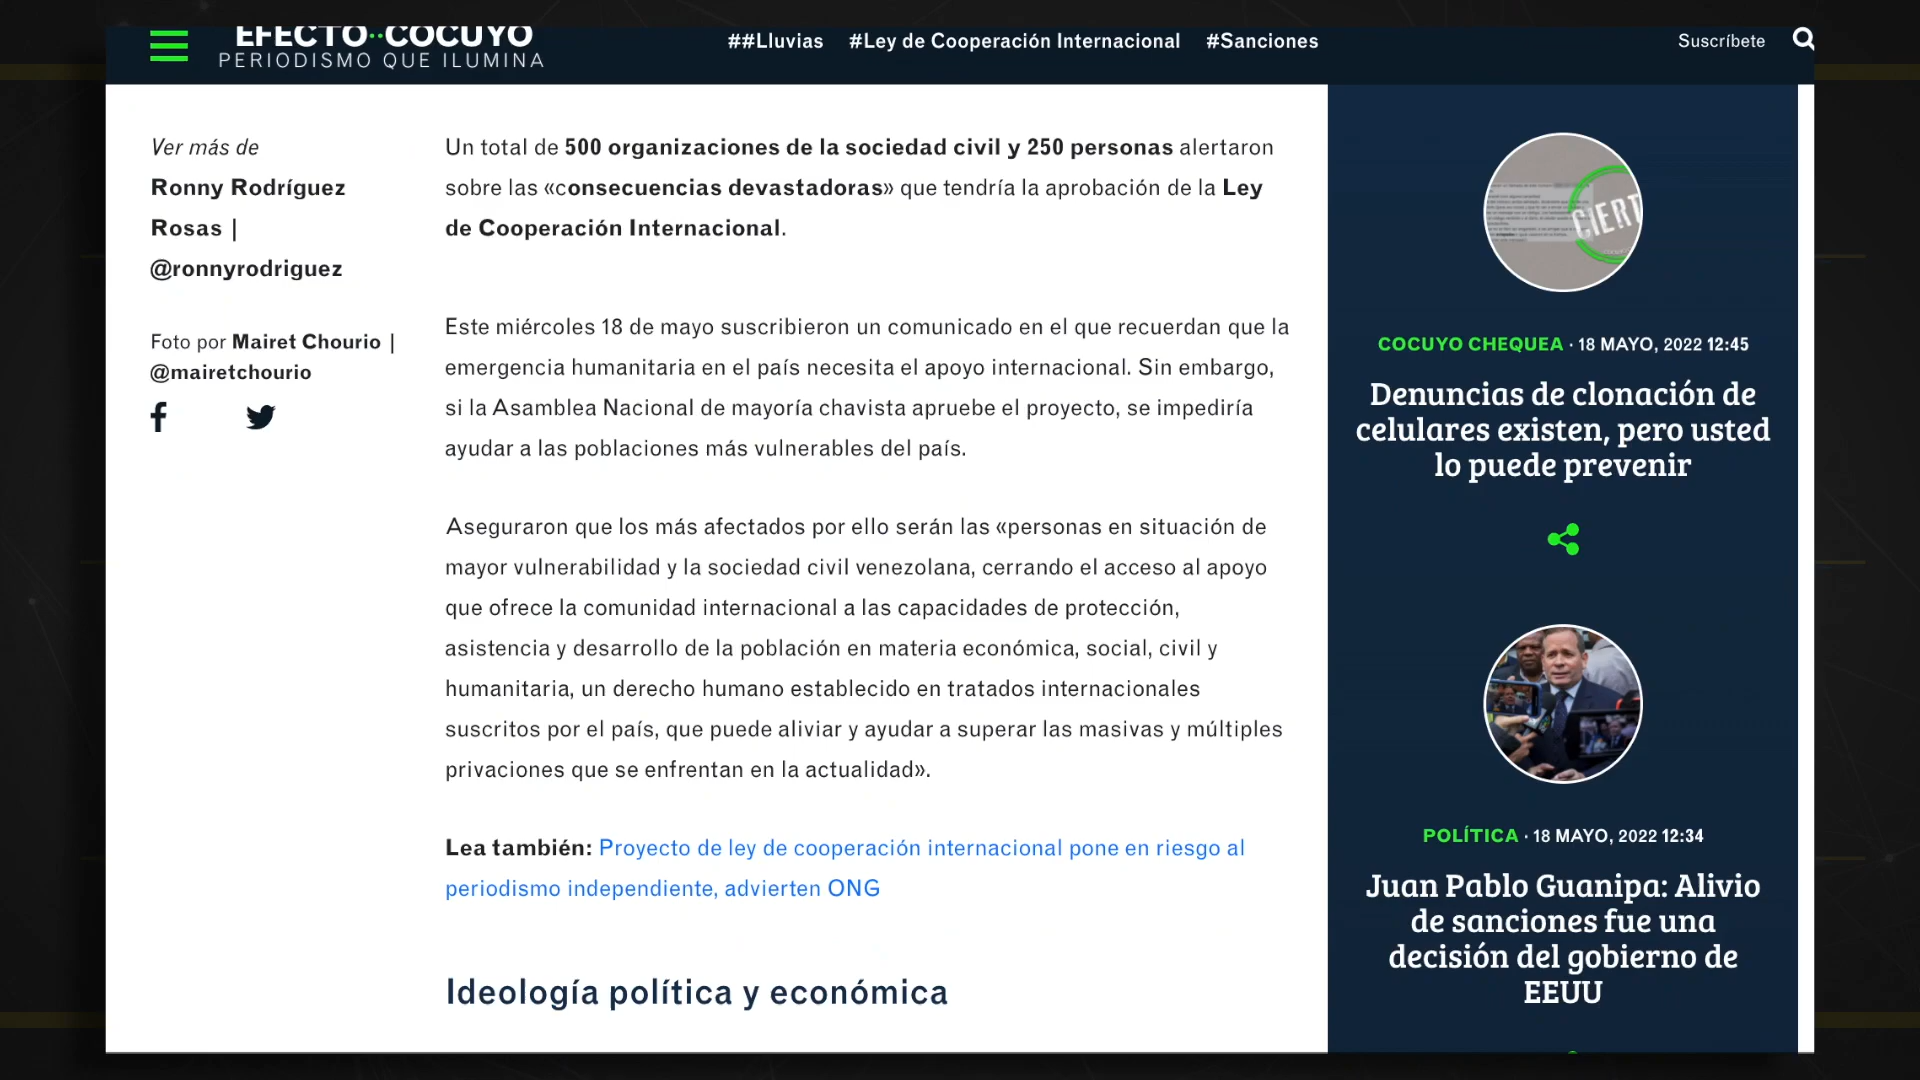 EFECTO··COCUYO
PERIODISMO QUE ILUMINA
##Lluvias #Ley de Cooperación Internacional #Sanciones
Suscríbete
Ver más de
Ronny Rodríguez
Rosas |
@ronnyrodriguez
Foto por Mairet Chourio |
@mairetchourio
Un total de 500 organizaciones de la sociedad civil y 250 personas alertaron
sobre las «consecuencias devastadoras» que tendría la aprobación de la Ley
de Cooperación Internacional.
Este miércoles 18 de mayo suscribieron un comunicado en el que recuerdan que la
emergencia humanitaria en el país necesita el apoyo internacional. Sin embargo,
si la Asamblea Nacional de mayoría chavista apruebe el proyecto, se impediría
ayudar a las poblaciones más vulnerables del país.
Aseguraron que los más afectados por ello serán las «personas en situación de
mayor vulnerabilidad y la sociedad civil venezolana, cerrando el acceso al apoyo
que ofrece la comunidad internacional a las capacidades de protección,
asistencia y desarrollo de la población en materia económica, social, civil y
humanitaria, un derecho humano establecido en tratados internacionales
suscritos por el país, que puede aliviar y ayudar a superar las masivas y múltiples
privaciones que se enfrentan en la actualidad».
Lea también: Proyecto de ley de cooperación internacional pone en riesgo al
periodismo independiente, advierten ONG
Ideología política y económica
CIERT
COCUYO CHEQUEA · 18 MAYO, 2022 12:45
Denuncias de clonación de
celulares existen, pero usted
lo puede prevenir
POLÍTICA · 18 MAYO, 2022 12:34
Juan Pablo Guanipa: Alivio
de sanciones fue una
decisión del gobierno de
EEUU